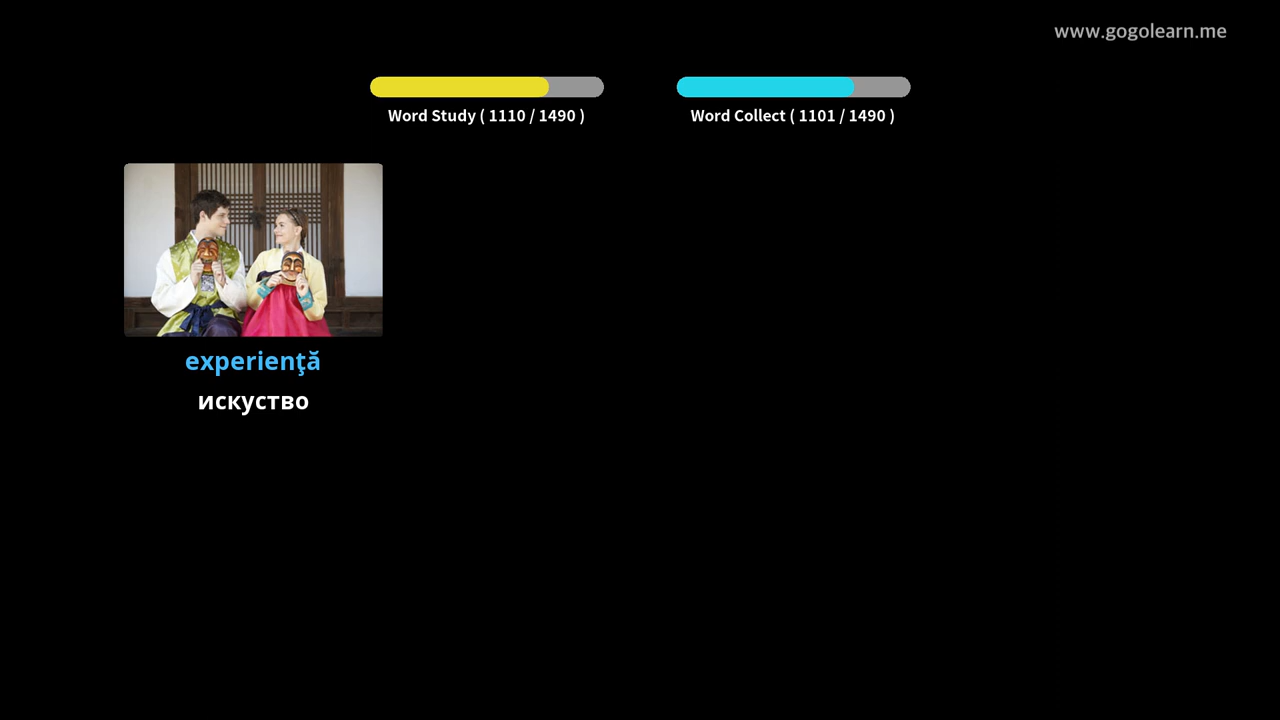 www.gogolearn.me
Word Study ( 1110 / 1490 )
Word Collect ( 1101 / 1490 )
experienţă
искуство